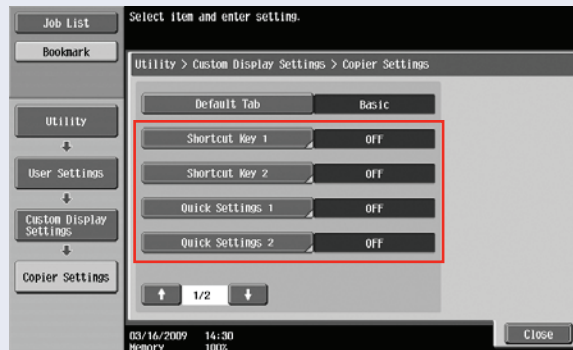 Job List
Select item and enter setting.
Bookmark
Utility > Custom Display Settings > Copier Settings
Default Tab Basic
Utility
Shortcut Key 1 OFF
User Settings
Shortcut Key 2 OFF
Quick Settings 1 OFF
Custom Display
Settings
Quick Settings 2 OFF
Copier Settings
1/2
03/16/2009 14:30
Memory 100%
Close